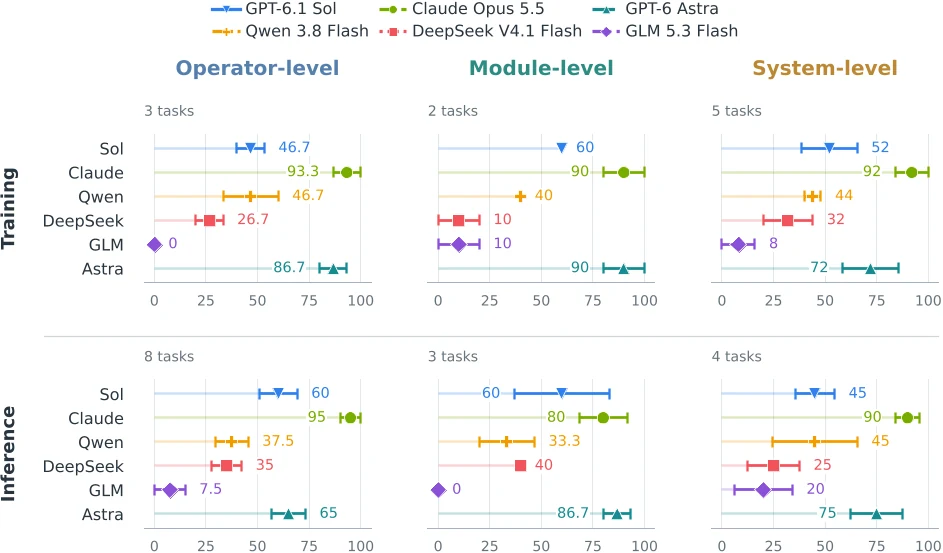 GPT-6.1 Sol Claude Opus 5.5 GPT-6 Astra
Qwen 3.8 Flash DeepSeek V4.1 Flash GLM 5.3 Flash
Operator-level Module-level System-level
Training
3 tasks 2 tasks 5 tasks
Sol 46.7 60 52
Claude 93.3 90 92
Qwen 46.7 40 44
DeepSeek 26.7 10 32
GLM 0 10 8
Astra 86.7 90 72
0 25 50 75 100 0 25 50 75 100 0 25 50 75 100
Inference
8 tasks 3 tasks 4 tasks
Sol 60 60 45
Claude 95 80 90
Qwen 37.5 33.3 45
DeepSeek 35 40 25
GLM 7.5 0 20
Astra 65 86.7 75
0 25 50 75 100 0 25 50 75 100 0 25 50 75 100